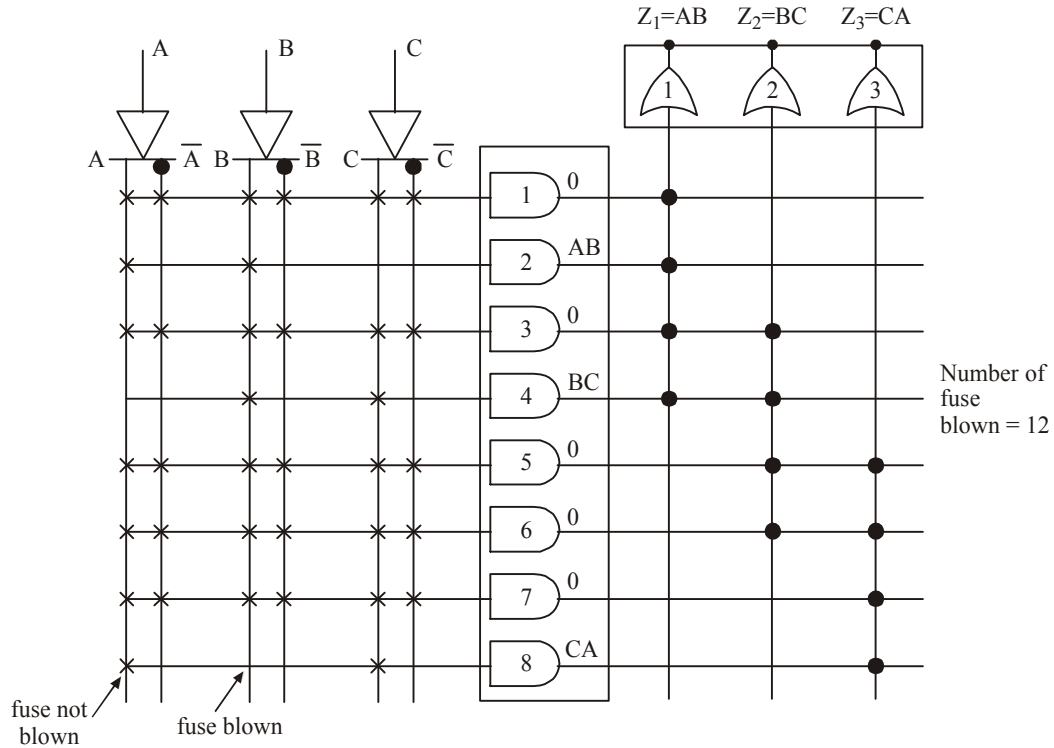 Z₁=AB Z₂=BC Z₃=CA
A B C
1 2 3
A A̅ B B̅ C C̅
1 0
2 AB
3 0
4 BC
Number of
fuse
blown = 12
5 0
6 0
7 0
8 CA
fuse not
blown
fuse blown